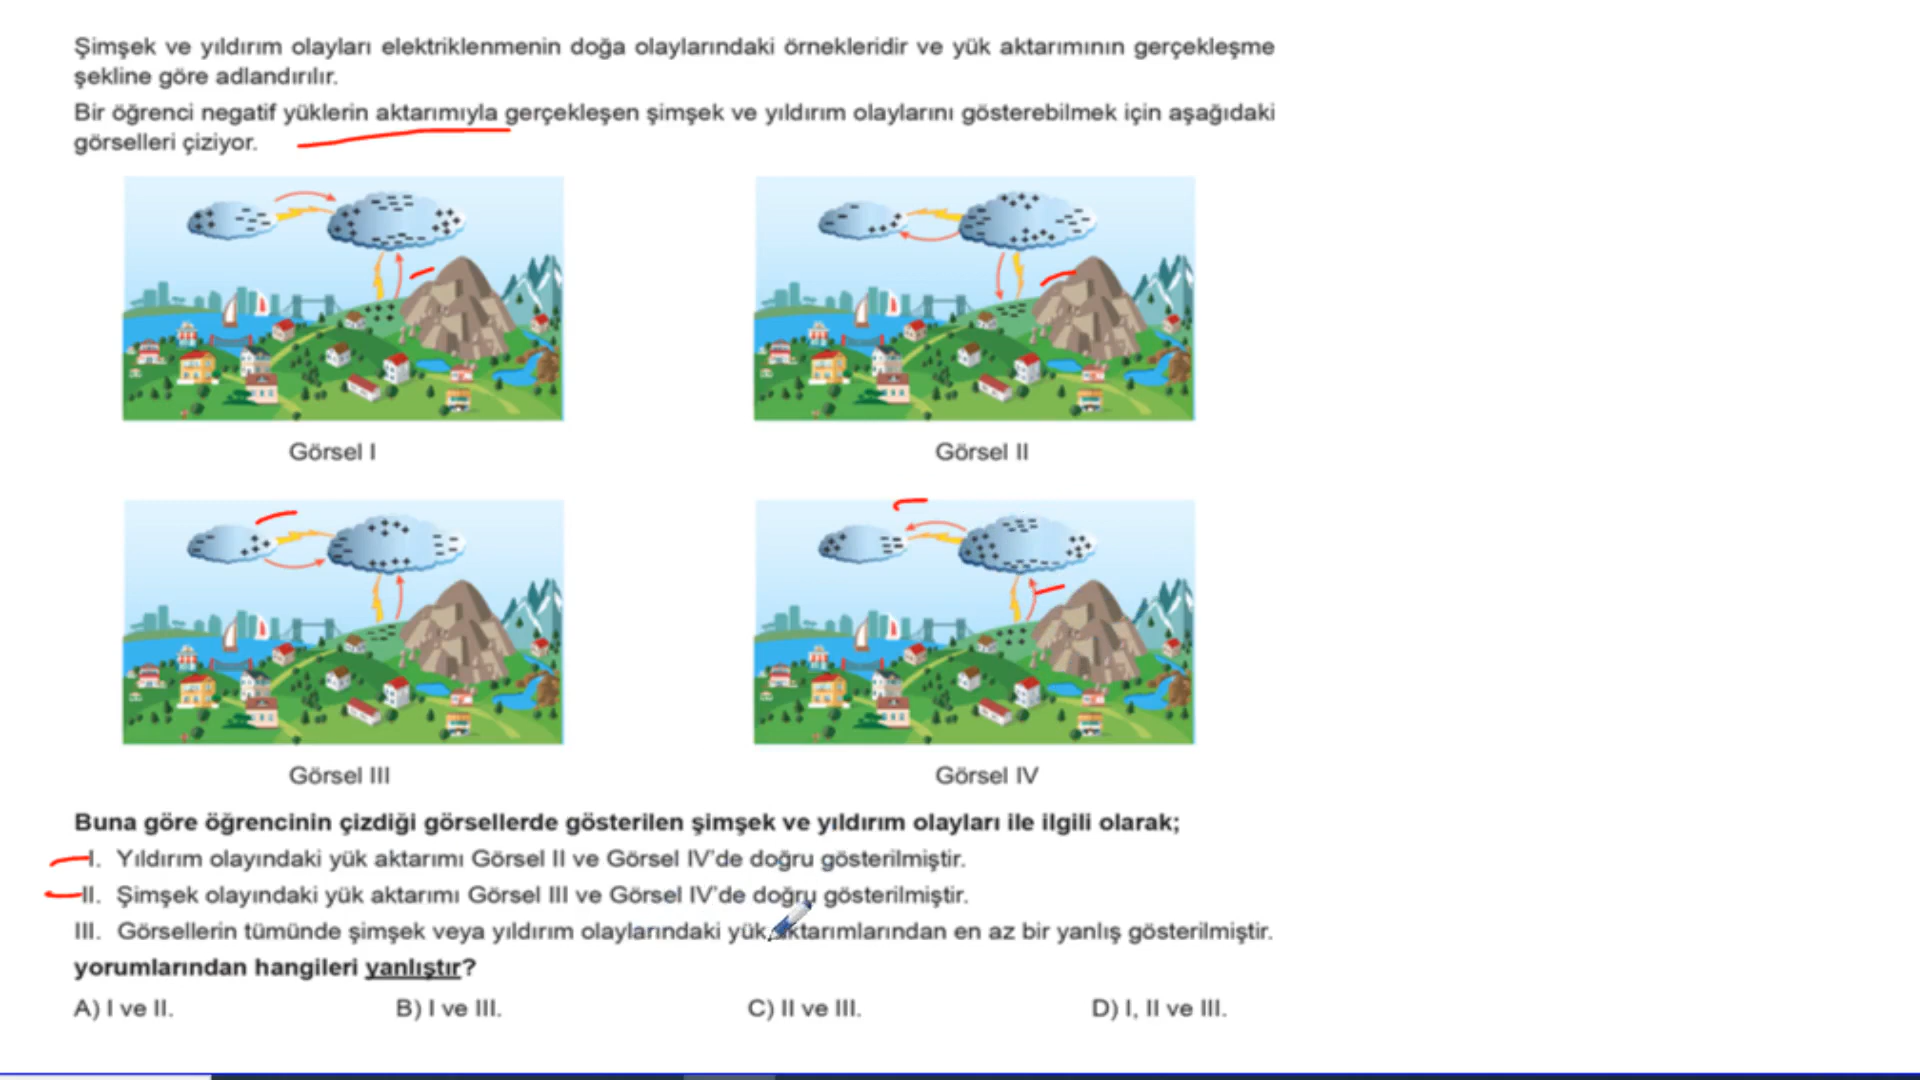 Şimşek ve yıldırım olayları elektriklenmenin doğa olaylarındaki örnekleridir ve yük aktarımının gerçekleşme
şekline göre adlandırılır.
Bir öğrenci negatif yüklerin aktarımıyla gerçekleşen şimşek ve yıldırım olaylarını gösterebilmek için aşağıdaki
görselleri çiziyor.
Görsel I
Görsel II
Görsel III
Görsel IV
Buna göre öğrencinin çizdiği görsellerde gösterilen şimşek ve yıldırım olayları ile ilgili olarak;
I. Yıldırım olayındaki yük aktarımı Görsel II ve Görsel IV'de doğru gösterilmiştir.
II. Şimşek olayındaki yük aktarımı Görsel III ve Görsel IV'de doğru gösterilmiştir.
III. Görsellerin tümünde şimşek veya yıldırım olaylarındaki yük aktarımlarından en az bir yanlış gösterilmiştir.
yorumlarından hangileri yanlıştır?
A) I ve II.
B) I ve III.
C) II ve III.
D) I, II ve III.